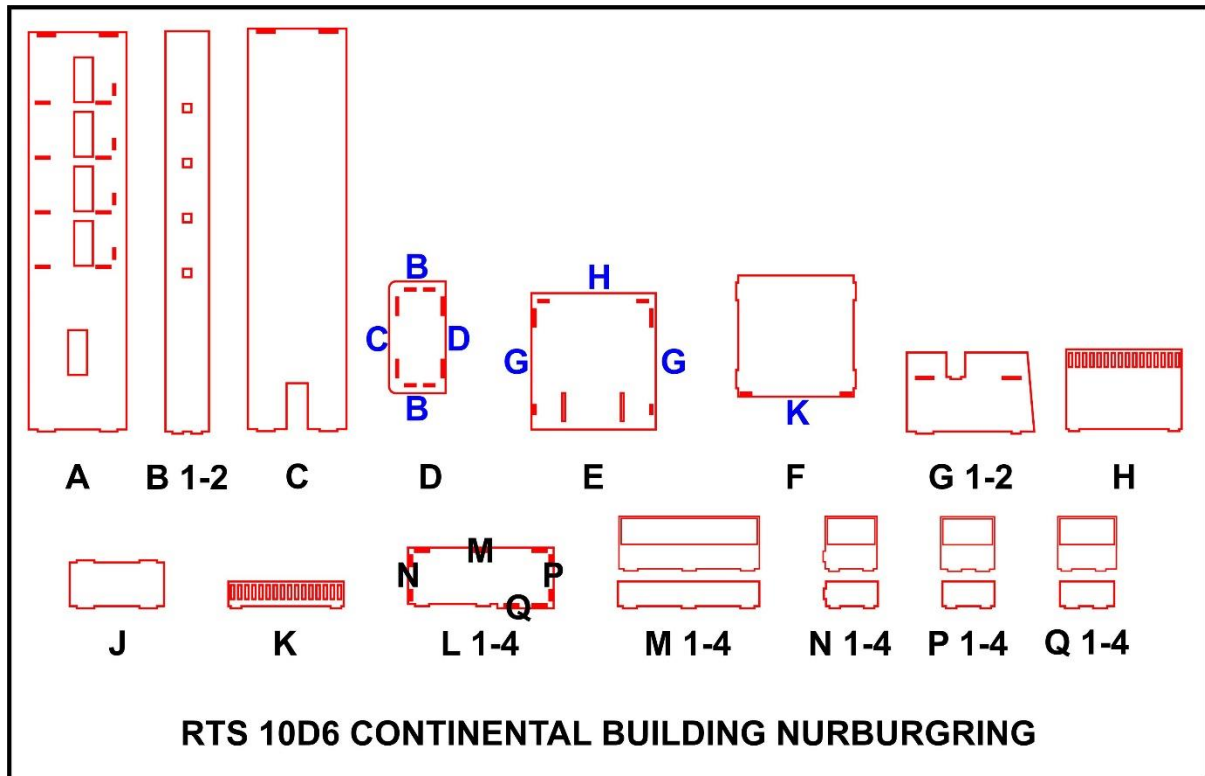 B
H
C
D
G
G
B
K
A
B 1-2
C
D
E
F
G 1-2
H
M
N
P
Q
J
K
L 1-4
M 1-4
N 1-4
P 1-4
Q 1-4
RTS 10D6 CONTINENTAL BUILDING NURBURGRING